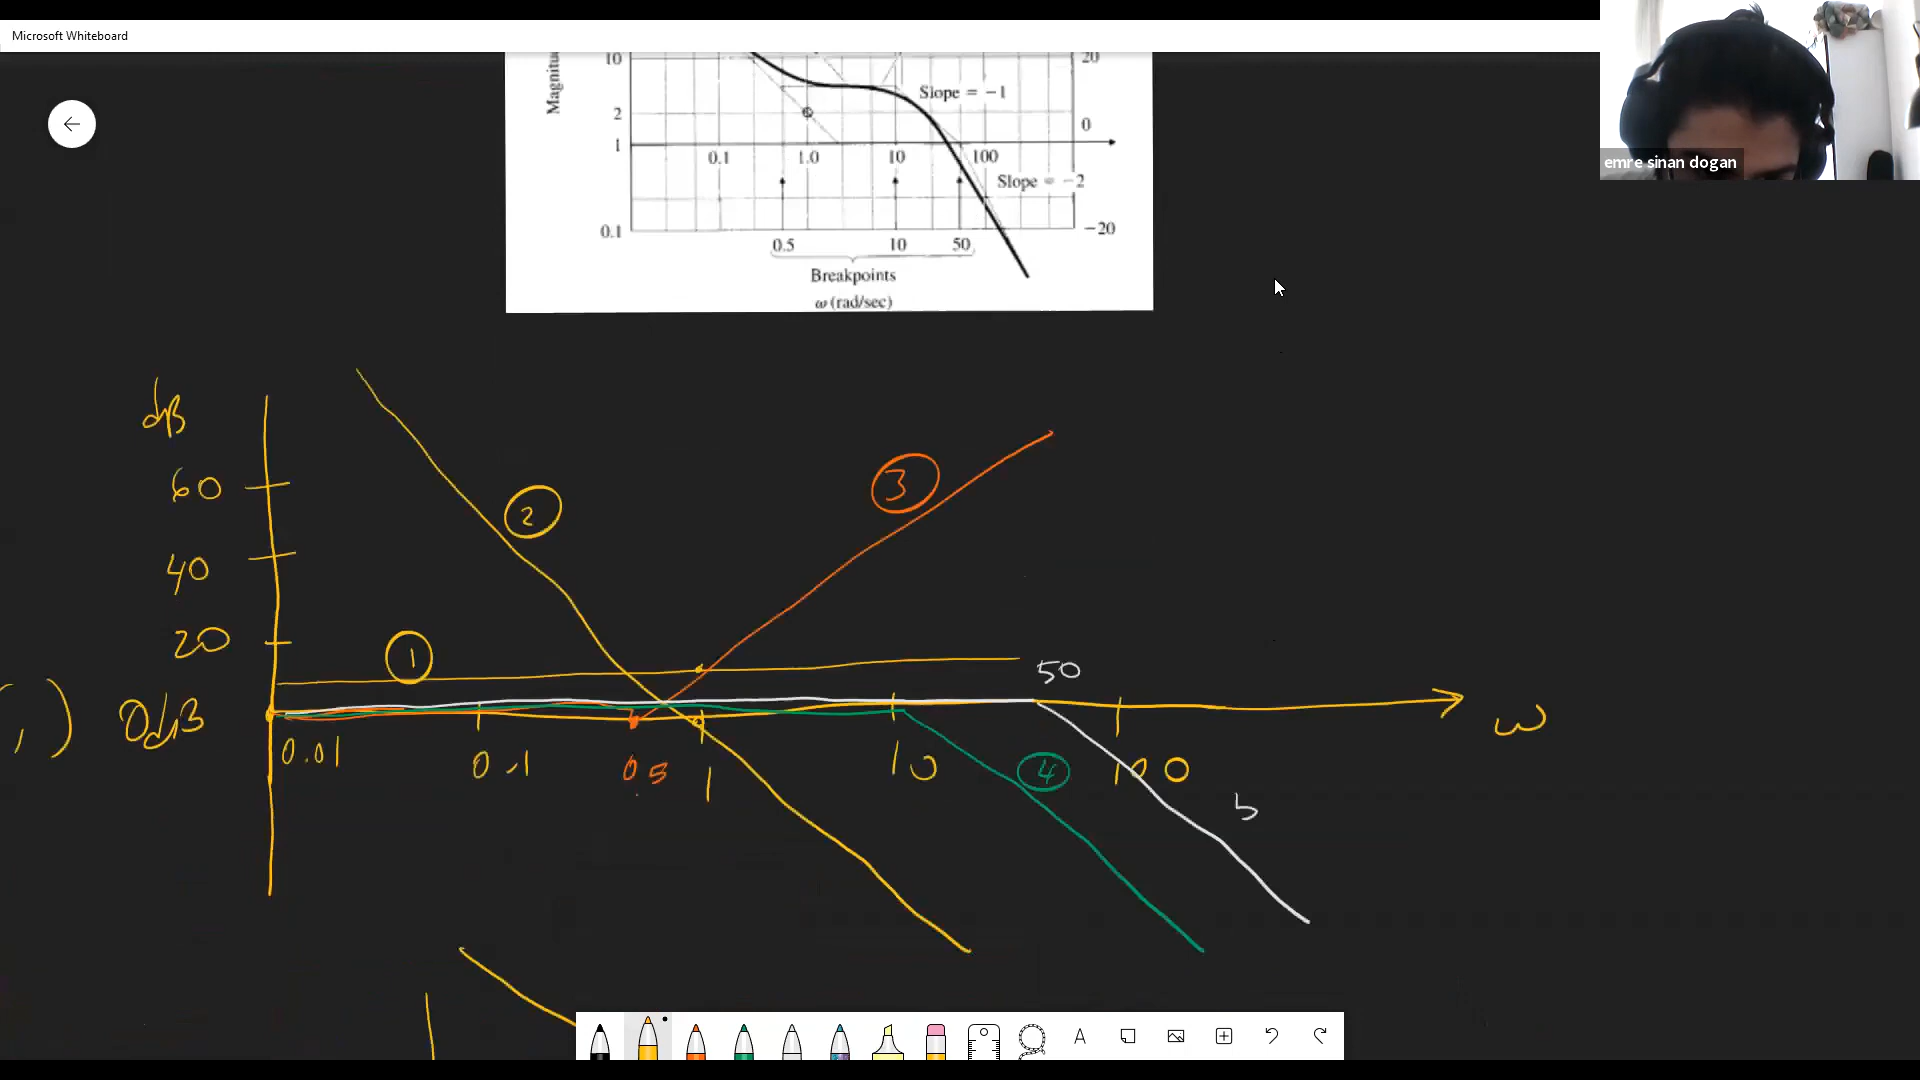 Microsoft Whiteboard
10
20
Magnitu
Slope = −1
2
0
1
0.1 1.0 10 100
Slope = −2
0.1
−20
0.5 10 50
Breakpoints
ω (rad/sec)
emre sinan dogan
dB
60
3
2
40
20
1
50
, )
0dB
ω
0.01
0.1
0.5
1
10
4
100
5
A